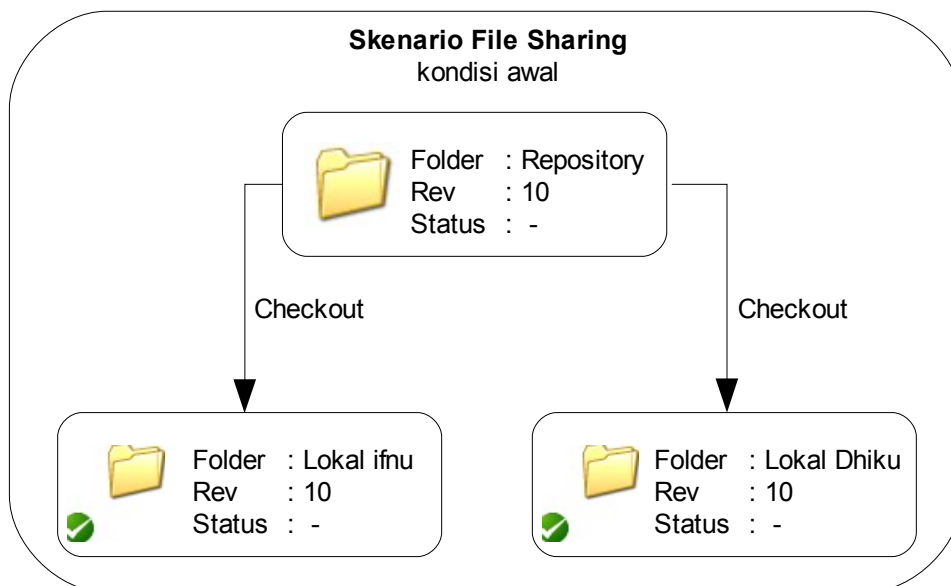 Skenario File Sharing
kondisi awal
Folder : Repository
Rev : 10
Status : -
Checkout
Checkout
Folder : Lokal ifnu
Rev : 10
Status : -
Folder : Lokal Dhiku
Rev : 10
Status : -